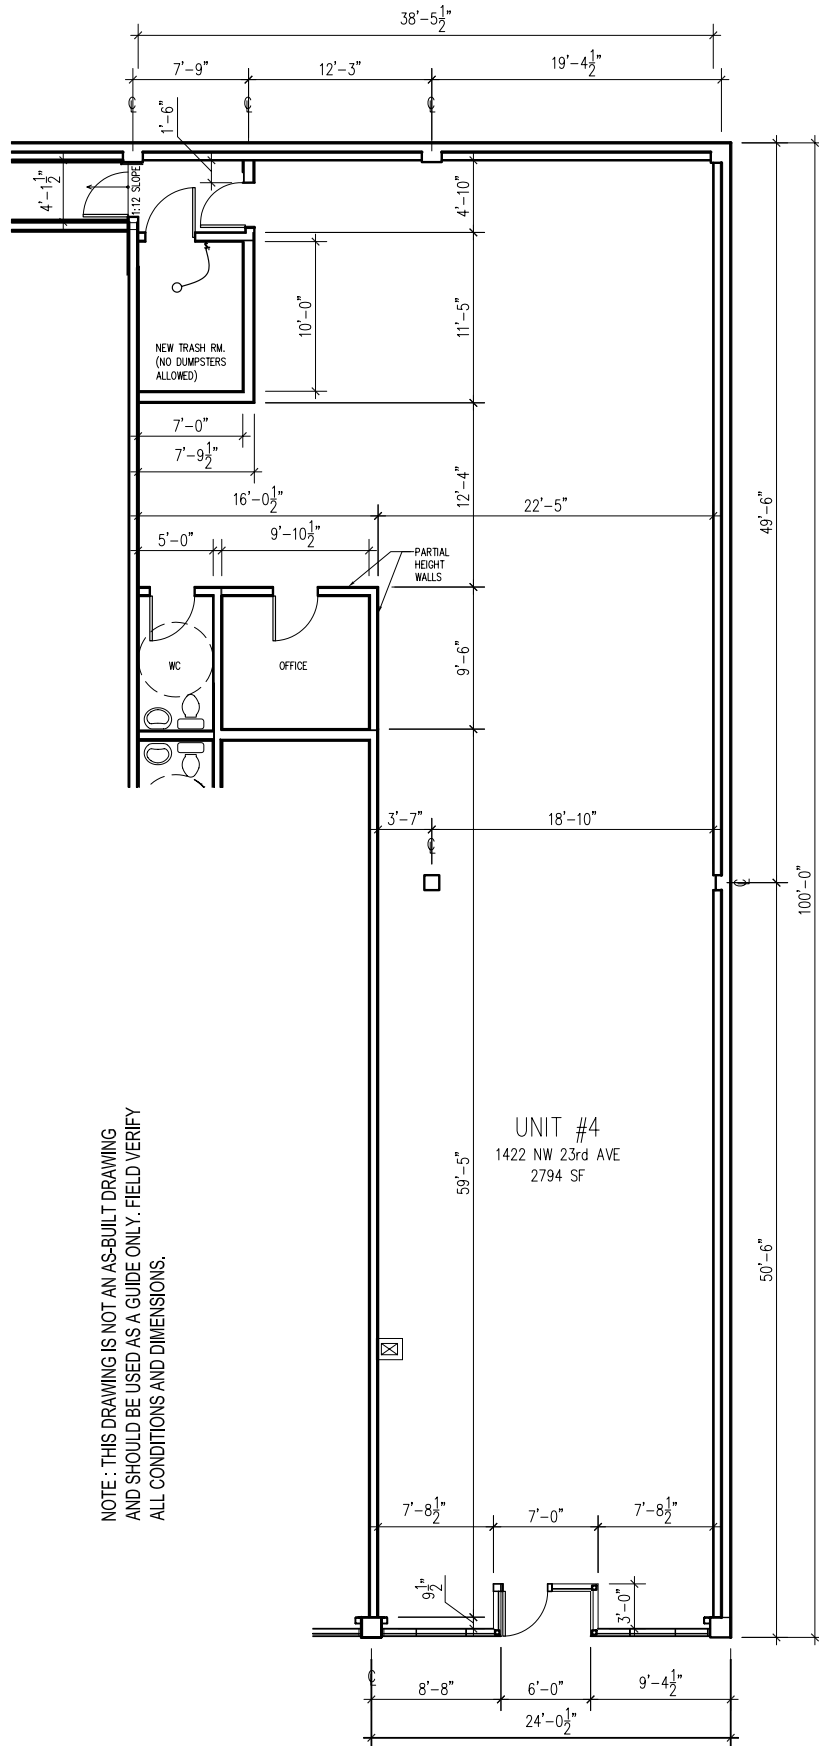 38'-5½"
7'-9"
12'-3"
19'-4½"
1'-6"
4'-1½"
1:12 SLOPE
4'-10"
10'-0"
11'-5"
NEW TRASH RM.
(NO DUMPSTERS
ALLOWED)
7'-0"
7'-9½"
12'-4"
16'-0½"
22'-5"
49'-6"
5'-0"
9'-10½"
PARTIAL
HEIGHT
WALLS
WC
OFFICE
9'-6"
3'-7"
18'-10"
100'-0"
UNIT #4
1422 NW 23rd AVE
2794 SF
59'-5"
50'-6"
NOTE : THIS DRAWING IS NOT AN AS-BUILT DRAWING
AND SHOULD BE USED AS A GUIDE ONLY. FIELD VERIFY
ALL CONDITIONS AND DIMENSIONS.
7'-8½"
7'-0"
7'-8½"
9½"
3'-0"
8'-8"
6'-0"
9'-4½"
24'-0½"